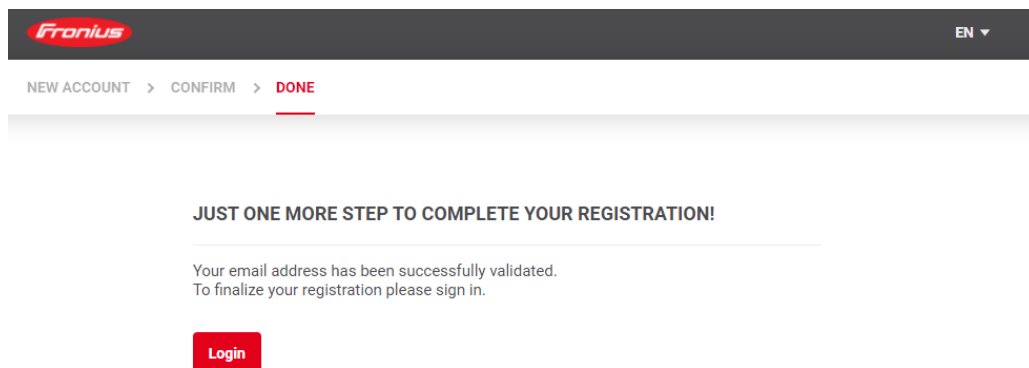 Fronius
EN
NEW ACCOUNT > CONFIRM > DONE
JUST ONE MORE STEP TO COMPLETE YOUR REGISTRATION!
Your email address has been successfully validated.
To finalize your registration please sign in.
Login